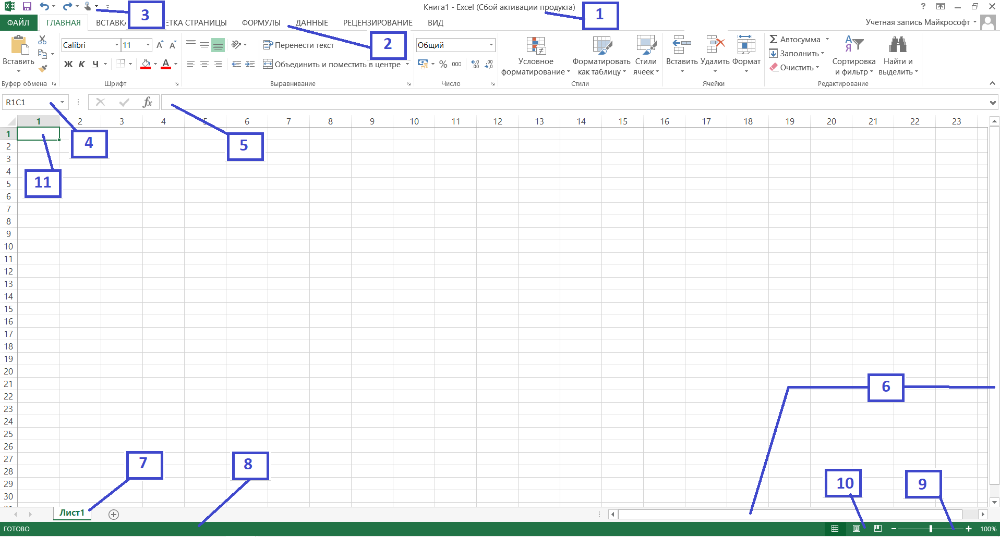 Книга1 - Excel (Сбой активации продукта)
3
1
?
ФАЙЛ ГЛАВНАЯ ВСТАВКА ЕТКА СТРАНИЦЫ ФОРМУЛЫ ДАННЫЕ РЕЦЕНЗИРОВАНИЕ ВИД Учетная запись Майкрософт
2
Вставить
Calibri 11
Ж К Ч А
Перенести текст
Объединить и поместить в центре
Общий
% 000
Условное форматирование
Форматировать как таблицу
Стили ячеек
Вставить Удалить Формат
Σ Автосумма
Заполнить
Очистить
Сортировка и фильтр
Найти и выделить
Буфер обмена Шрифт Выравнивание Число Стили Ячейки Редактирование
R1C1 fx
1 2 3 4 5 6 7 8 9 10 11 12 13 14 15 16 17 18 19 20 21 22 23
4
5
11
1
2
3
4
5
6
7
8
9
10
11
12
13
14
15
16
17
18
19
20
21
22
23
24
25
26
27
28
29
30
6
7
8
10
9
Лист1
ГОТОВО 100%